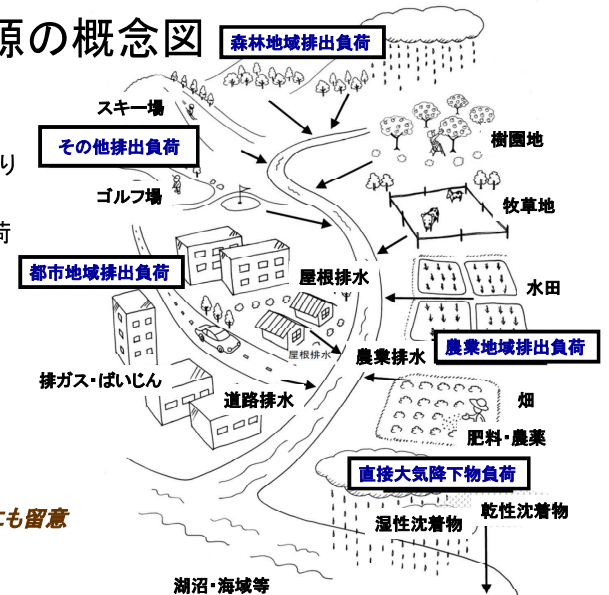 源の概念図
森林地域排出負荷
スキー場
その他排出負荷
樹園地
り
ゴルフ場
牧草地
荷
都市地域排出負荷
屋根排水
水田
屋根排水
農業排水
農業地域排出負荷
排ガス・ばいじん
道路排水
畑
肥料・農薬
直接大気降下物負荷
にも留意
湿性沈着物
乾性沈着物
湖沼・海域等